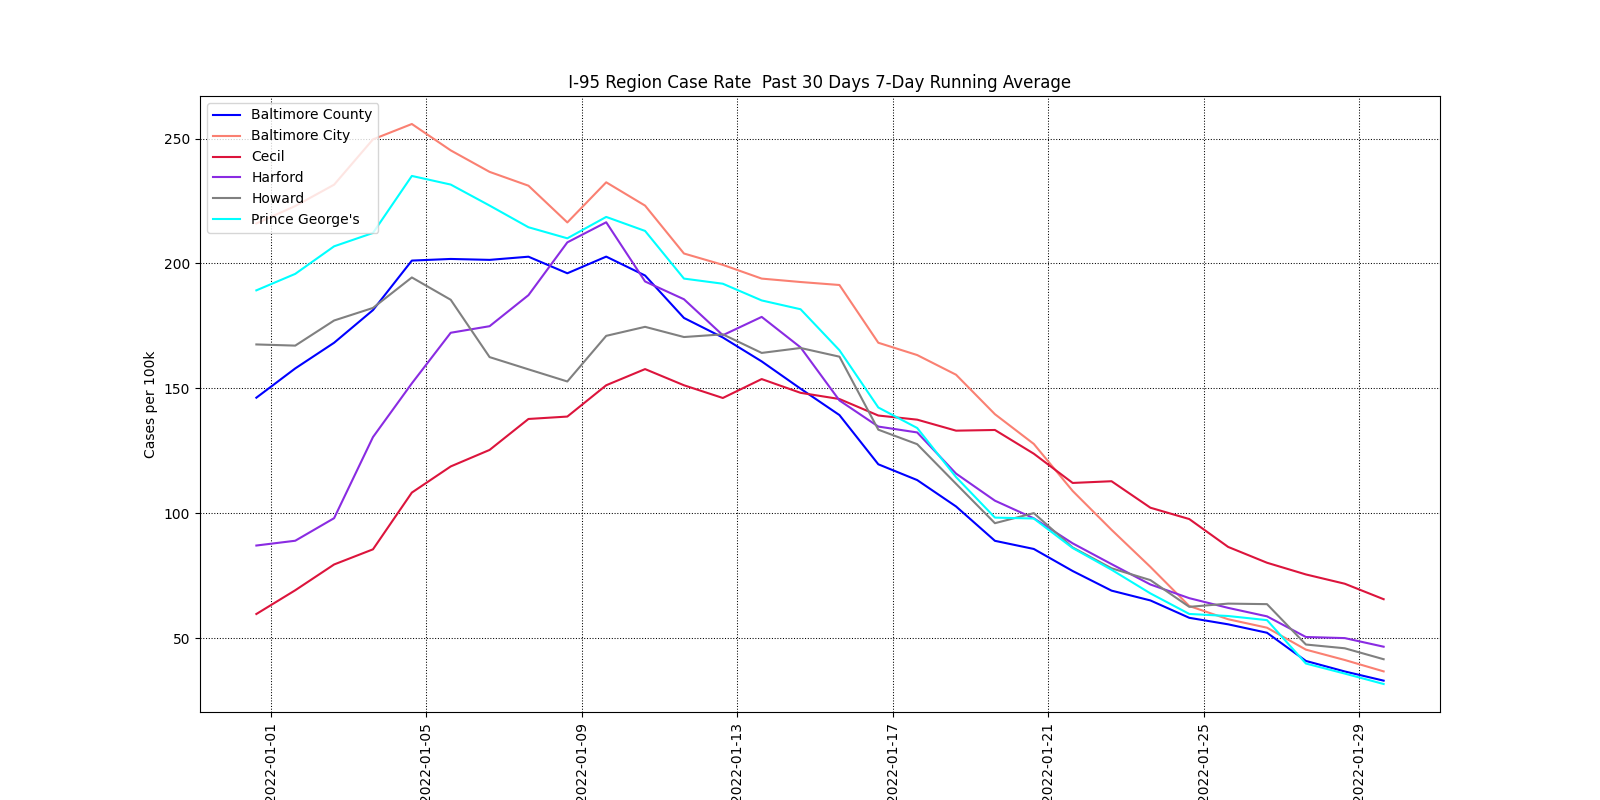 I-95 Region Case Rate  Past 30 Days 7-Day Running Average
Baltimore County
Baltimore City
Cecil
Harford
Howard
Prince George's
250
200
150
100
50
Cases per 100k
2022-01-01
2022-01-05
2022-01-09
2022-01-13
2022-01-17
2022-01-21
2022-01-25
2022-01-29